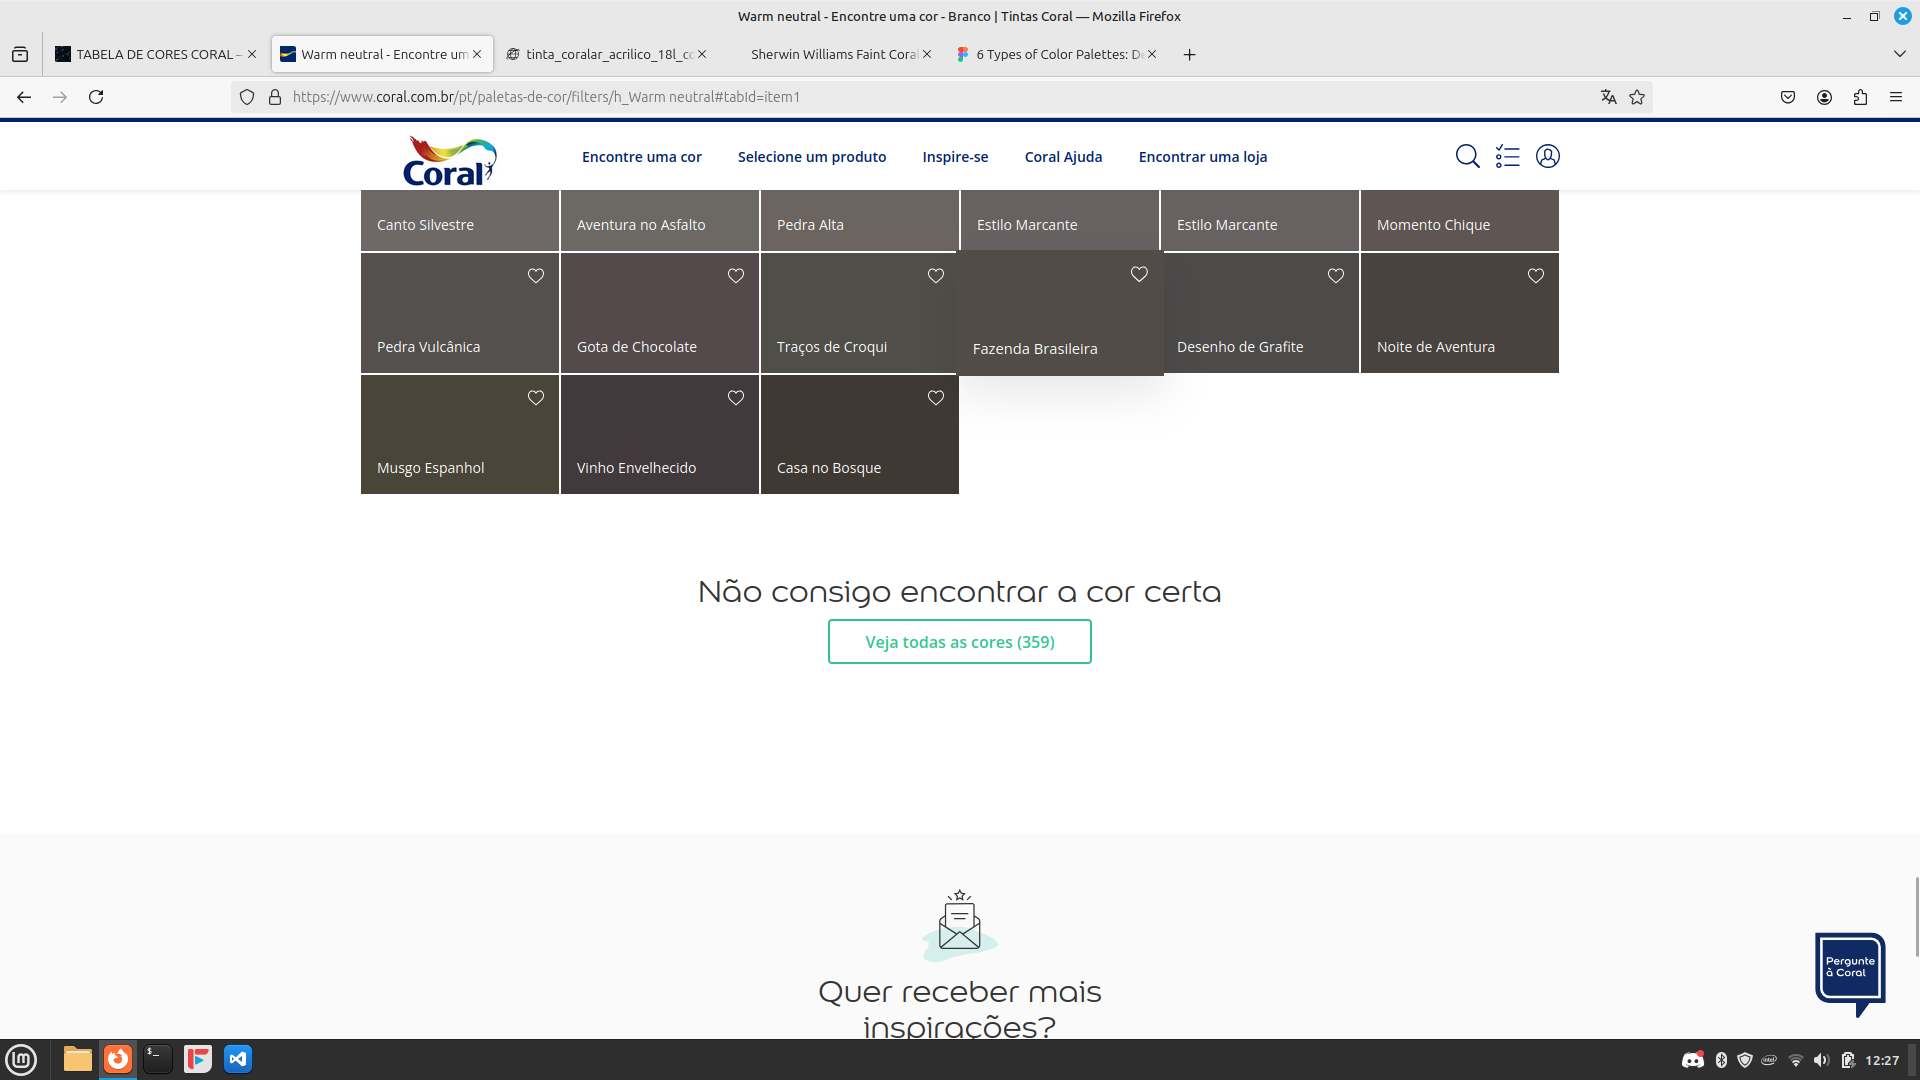 Warm neutral - Encontre uma cor - Branco | Tintas Coral — Mozilla Firefox
TABELA DE CORES CORAL –
Warm neutral - Encontre um
tinta_coralar_acrilico_18l_co
Sherwin Williams Faint Coral
6 Types of Color Palettes: De
https://www.coral.com.br/pt/paletas-de-cor/filters/h_Warm neutral#tabId=item1
Coral
Encontre uma cor
Selecione um produto
Inspire-se
Coral Ajuda
Encontrar uma loja
Canto Silvestre
Aventura no Asfalto
Pedra Alta
Estilo Marcante
Estilo Marcante
Momento Chique
Pedra Vulcânica
Gota de Chocolate
Traços de Croqui
Fazenda Brasileira
Desenho de Grafite
Noite de Aventura
Musgo Espanhol
Vinho Envelhecido
Casa no Bosque
Não consigo encontrar a cor certa
Veja todas as cores (359)
Pergunte
à Coral
Quer receber mais
inspirações?
12:27